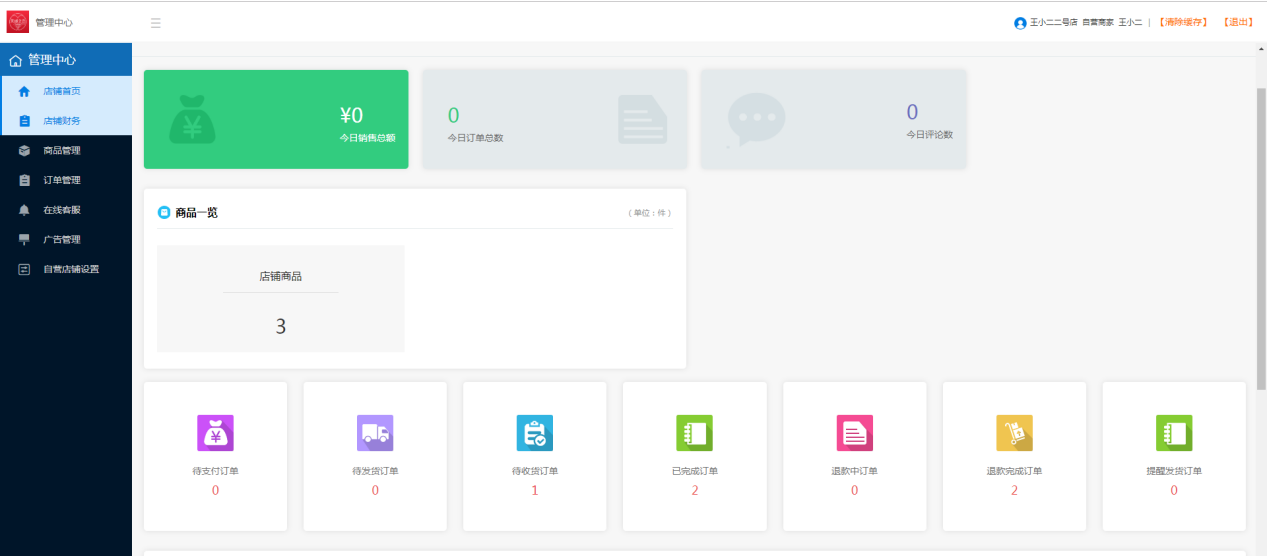 管理中心
王小二二号店 自营商家 王小二 | 【清除缓存】 【退出】
管理中心
店铺首页
店铺财务
商品管理
订单管理
在线客服
广告管理
自营店铺设置
¥0
今日销售总额
0
今日订单总数
0
今日评论数
商品一览
（单位：件）
店铺商品
3
待支付订单
0
待发货订单
0
待收货订单
1
已完成订单
2
退款中订单
0
退款完成订单
2
提醒发货订单
0